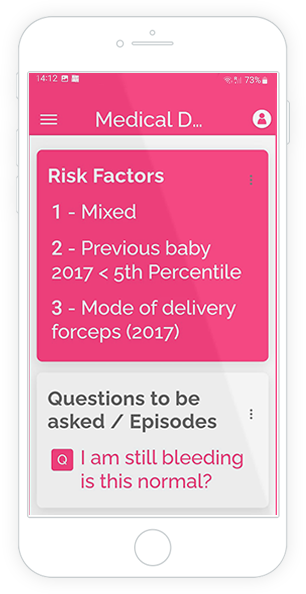 14:12 73%
Medical D...
Risk Factors
1 - Mixed
2 - Previous baby
2017 < 5th Percentile
3 - Mode of delivery
forceps (2017)
Questions to be
asked / Episodes
Q I am still bleeding
is this normal?